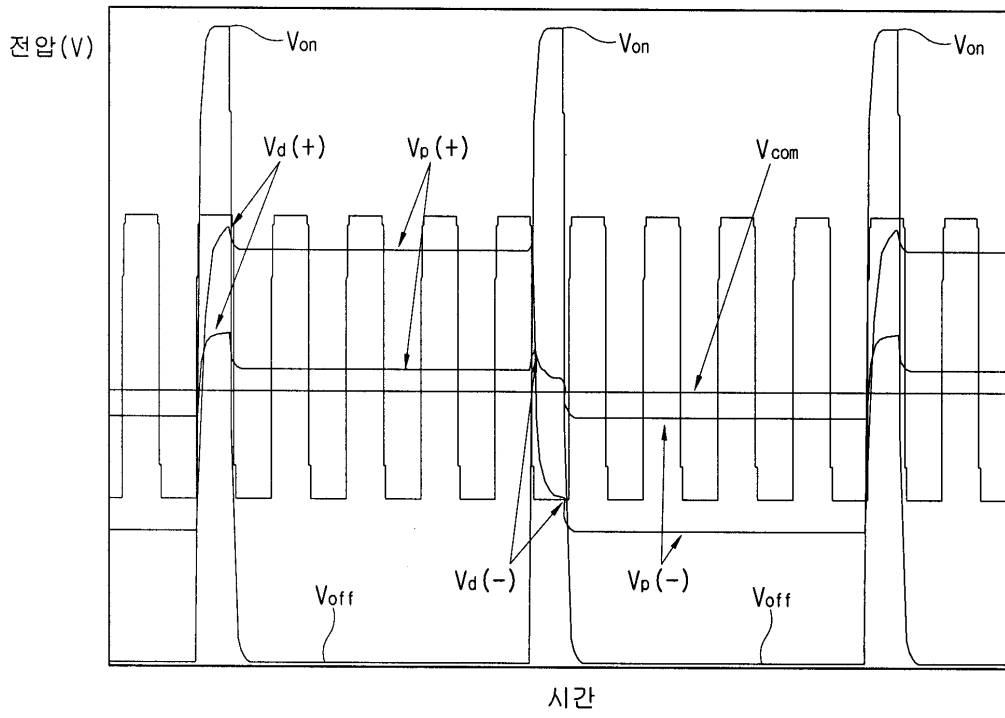 전압(V)
Von
Von
Von
Vd(+)
Vp(+)
Vcom
Vd(-)
Vp(-)
Voff
Voff
시간